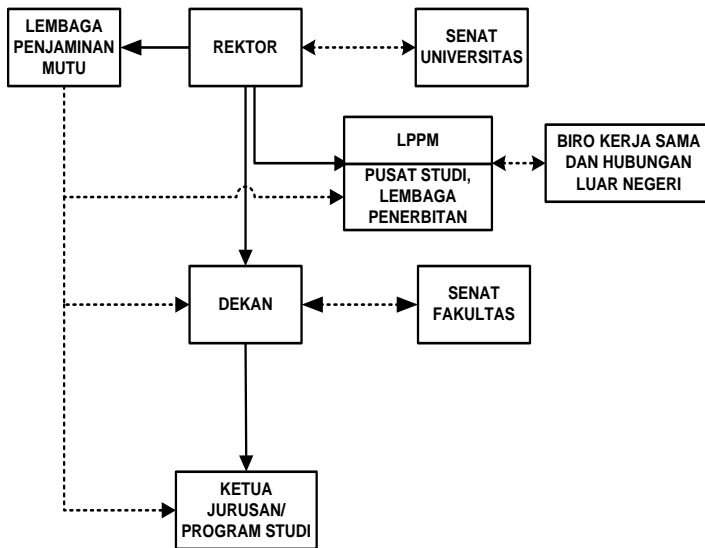 LEMBAGA
PENJAMINAN
MUTU
REKTOR
SENAT
UNIVERSITAS
LPPM
PUSAT STUDI,
LEMBAGA
PENERBITAN
BIRO KERJA SAMA
DAN HUBUNGAN
LUAR NEGERI
DEKAN
SENAT
FAKULTAS
KETUA
JURUSAN/
PROGRAM STUDI